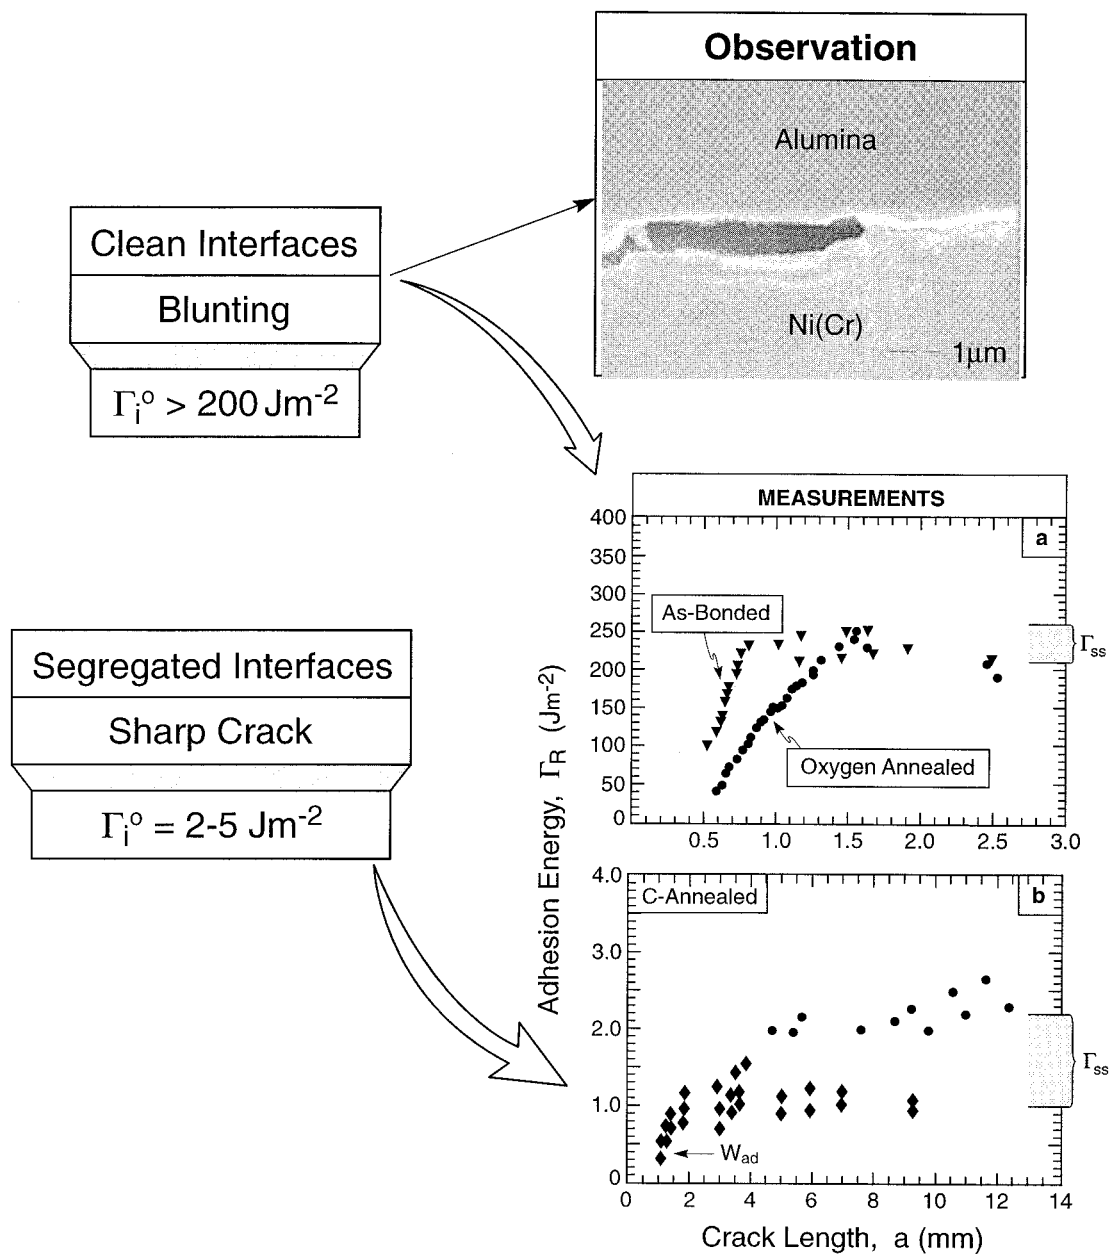 Observation
Alumina
Ni(Cr)
1μm
Clean Interfaces
Blunting
Γᵢ° > 200 Jm⁻²
Segregated Interfaces
Sharp Crack
Γᵢ° = 2-5 Jm⁻²
MEASUREMENTS
a
400
350
300
250
200
150
100
50
0
As-Bonded
Oxygen Annealed
Γss
0.5 1.0 1.5 2.0 2.5 3.0
Adhesion Energy, ΓR (Jm⁻²)
C-Annealed
b
4.0
3.0
2.0
1.0
0
Wad
Γss
0 2 4 6 8 10 12 14
Crack Length, a (mm)